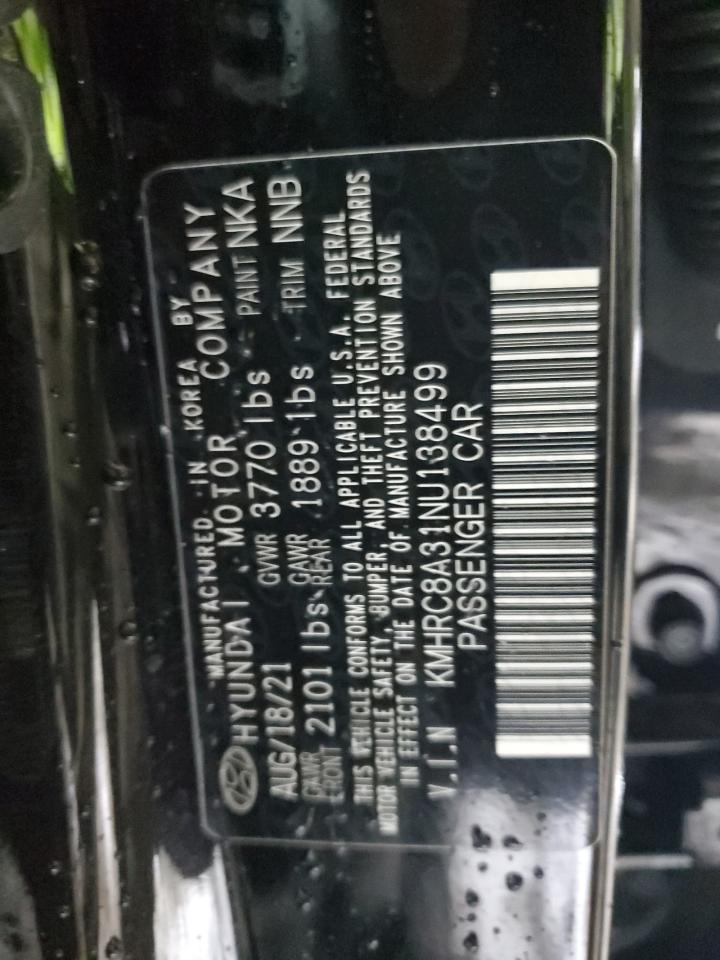 MANUFACTURED IN KOREA BY
HYUNDAI MOTOR COMPANY
AUG/18/21 GVWR 3770 lbs PAINT NKA
GAWR FRONT 2101 lbs GAWR REAR 1889 lbs TRIM NNB
THIS VEHICLE CONFORMS TO ALL APPLICABLE U.S.A. FEDERAL
MOTOR VEHICLE SAFETY, BUMPER, AND THEFT PREVENTION STANDARDS
IN EFFECT ON THE DATE OF MANUFACTURE SHOWN ABOVE
V.I.N KMHRC8A31NU138499
PASSENGER CAR